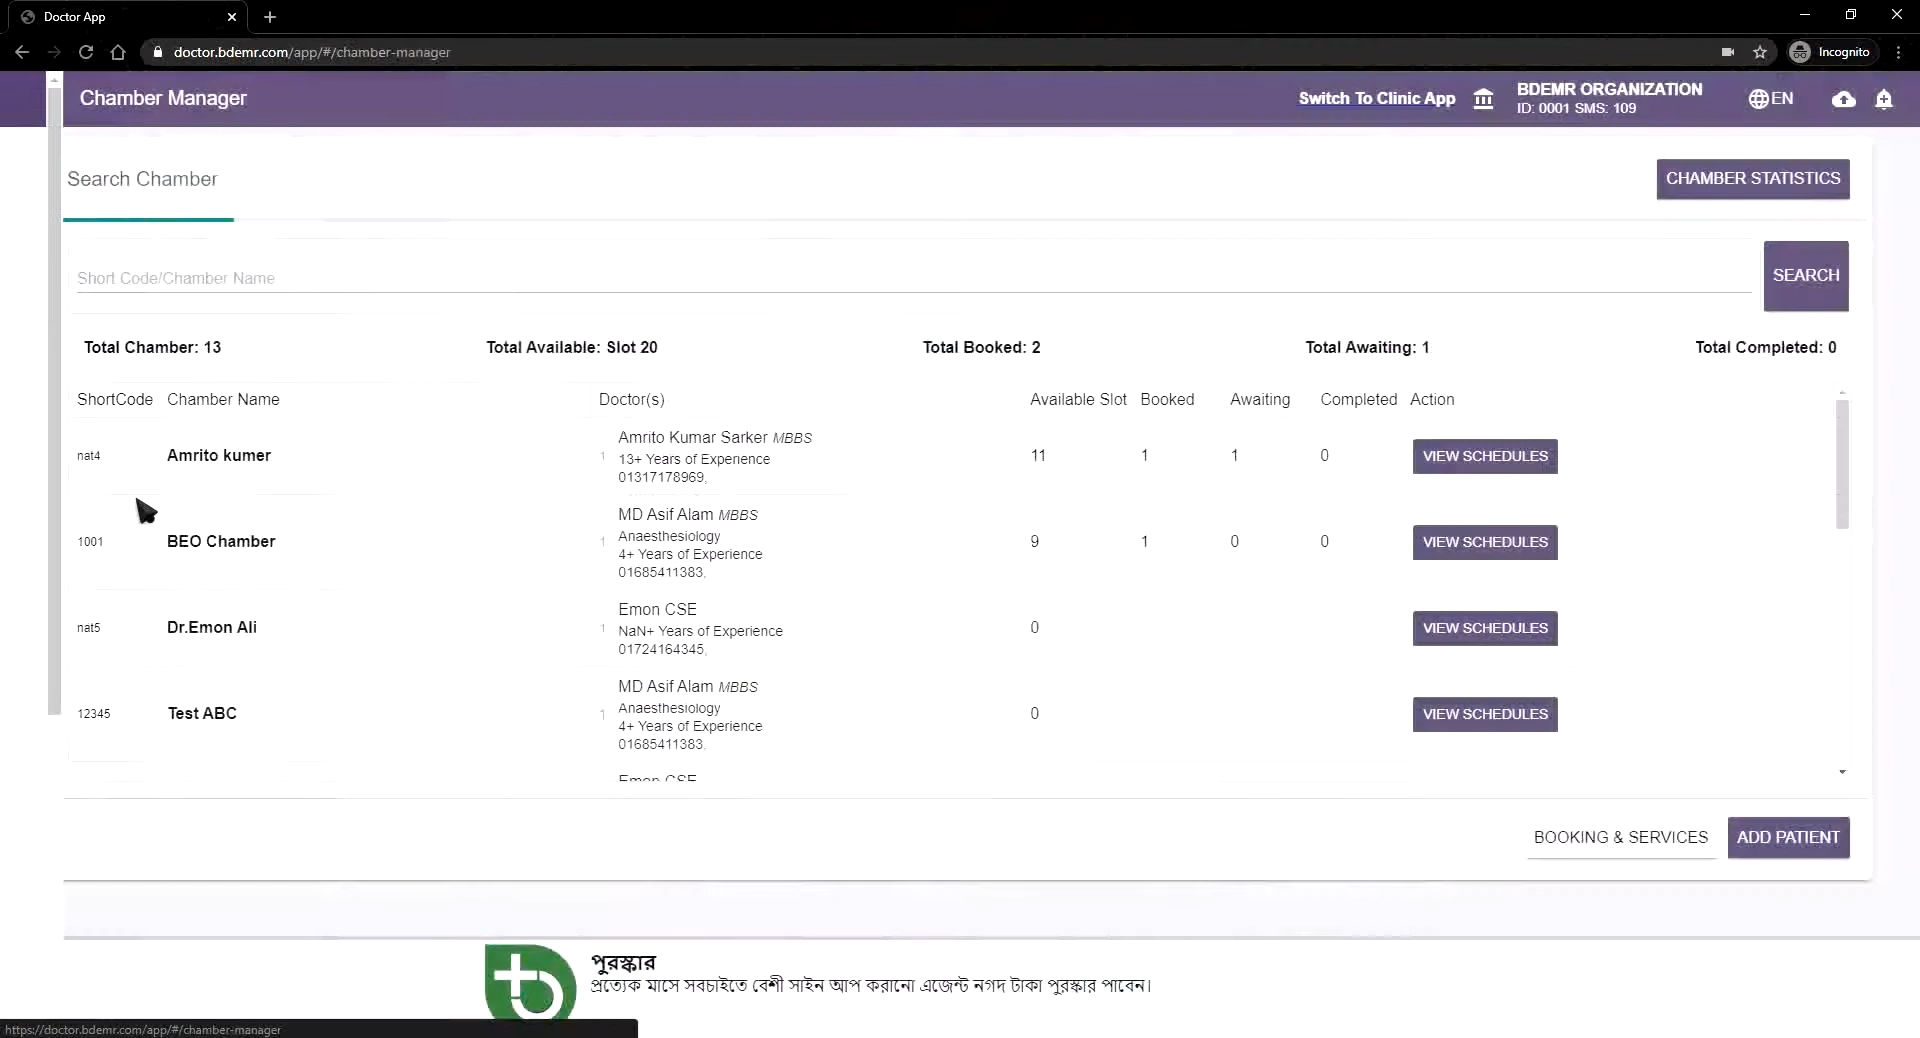 Doctor App
doctor.bdemr.com/app/#/chamber-manager
Incognito
Chamber Manager
Switch To Clinic App
BDEMR ORGANIZATION
ID: 0001 SMS: 109
EN
Search Chamber
CHAMBER STATISTICS
Short Code/Chamber Name
SEARCH
Total Chamber: 13 Total Available: Slot 20 Total Booked: 2 Total Awaiting: 1 Total Completed: 0
ShortCode Chamber Name Doctor(s) Available Slot Booked Awaiting Completed Action
nat4 Amrito kumer 1 Amrito Kumar Sarker MBBS
13+ Years of Experience
01317178969,
11 1 1 0 VIEW SCHEDULES
1001 BEO Chamber 1 MD Asif Alam MBBS
Anaesthesiology
4+ Years of Experience
01685411383,
9 1 0 0 VIEW SCHEDULES
nat5 Dr.Emon Ali 1 Emon CSE
NaN+ Years of Experience
01724164345,
0 VIEW SCHEDULES
12345 Test ABC 1 MD Asif Alam MBBS
Anaesthesiology
4+ Years of Experience
01685411383,
0 VIEW SCHEDULES
Emon CSE
BOOKING & SERVICES ADD PATIENT
পুরস্কার
প্রত্যেক মাসে সবচাইতে বেশী সাইন আপ করানো এজেন্ট নগদ টাকা পুরস্কার পাবেন।
https://doctor.bdemr.com/app/#/chamber-manager